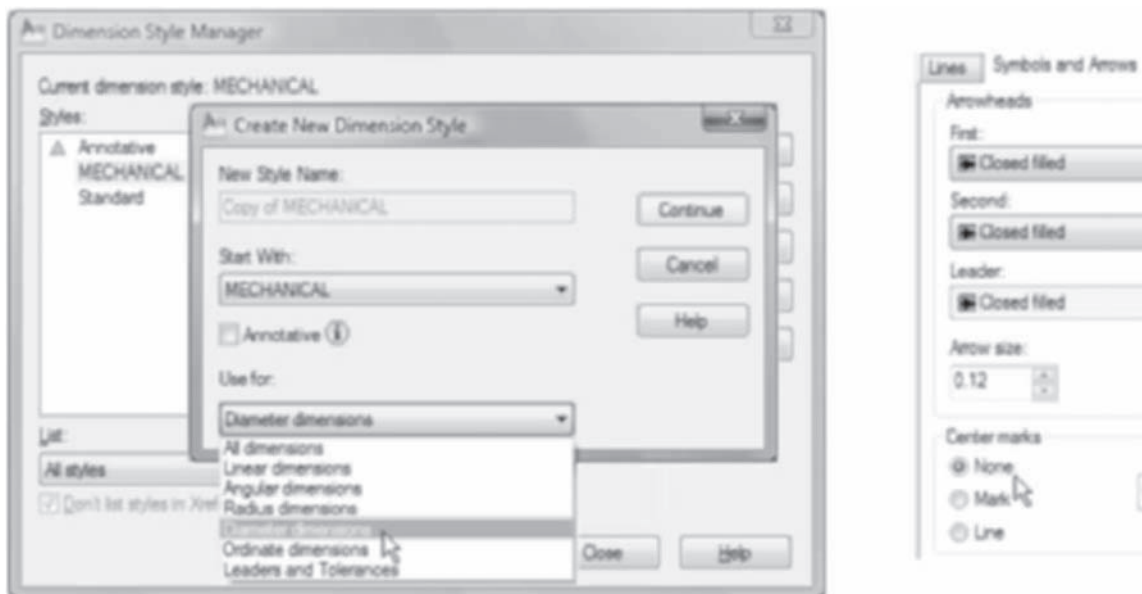 Dimension Style Manager
Current dimension style: MECHANICAL
Styles:
Annotative
MECHANICAL
Standard
List:
All styles
Don't list styles in Xref
Close
Help
Create New Dimension Style
New Style Name:
Copy of MECHANICAL
Start With:
MECHANICAL
Annotative
Use for:
Diameter dimensions
All dimensions
Linear dimensions
Angular dimensions
Radius dimensions
Diameter dimensions
Ordinate dimensions
Leaders and Tolerances
Continue
Cancel
Help
Lines
Symbols and Arrows
Arrowheads
First:
Closed filled
Second:
Closed filled
Leader:
Closed filled
Arrow size:
0.12
Center marks
None
Mark
Line